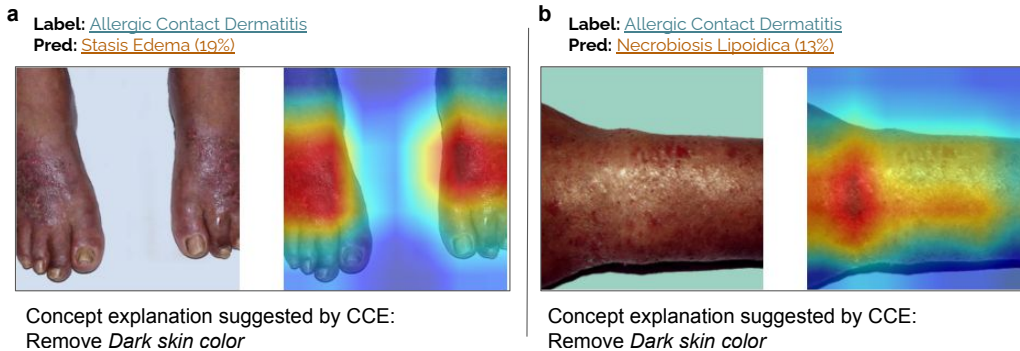 a
Label: Allergic Contact Dermatitis
Pred: Stasis Edema (19%)
Concept explanation suggested by CCE:
Remove Dark skin color
b
Label: Allergic Contact Dermatitis
Pred: Necrobiosis Lipoidica (13%)
Concept explanation suggested by CCE:
Remove Dark skin color